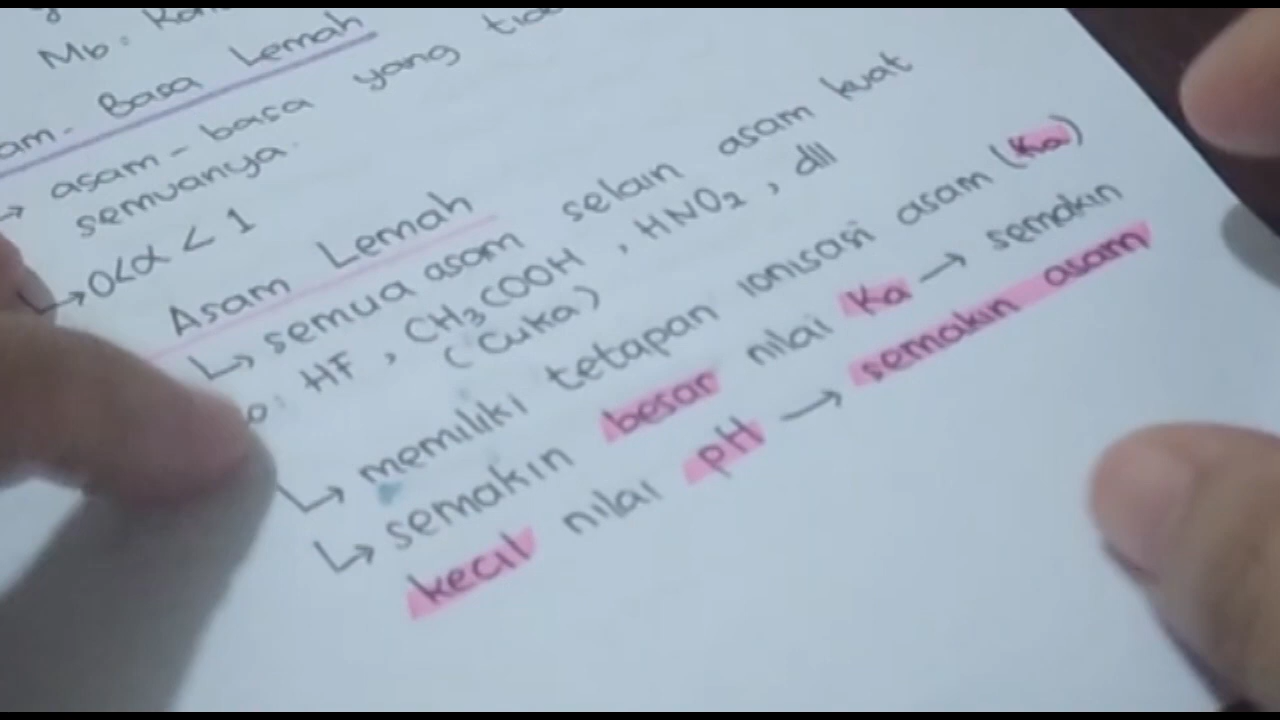 Mb:
Basa Lemah
→ asam - basa yang
semuanya.
↳ 0<α < 1
Asam Lemah
↳ semua asam selain asam kuat
HF, CH₃COOH, HNO₂, dll
(Cuka)
↳ memiliki tetapan ionisasi asam (Ka)
↳ semakin besar nilai Ka → semakin
kecil nilai pH → semakin asam